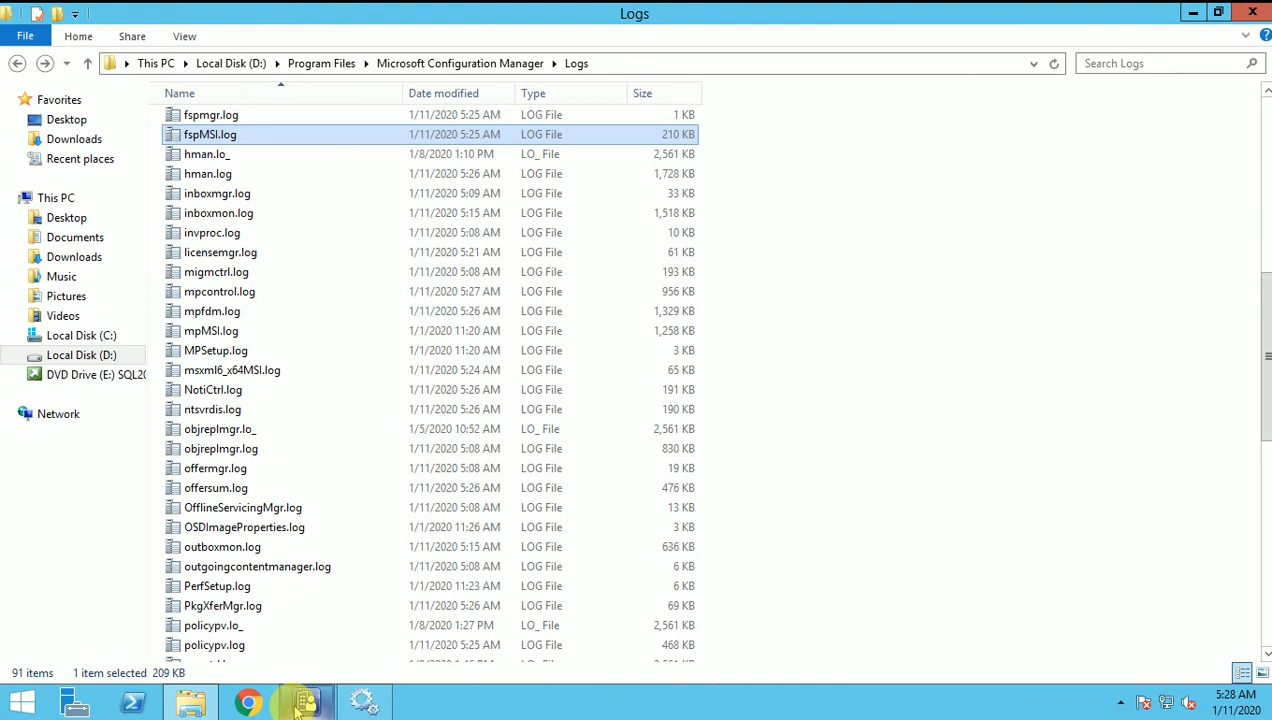 Logs
File Home Share View
This PC Local Disk (D:) Program Files Microsoft Configuration Manager Logs
Search Logs
Name Date modified Type Size
Favorites
Desktop
Downloads
Recent places
This PC
Desktop
Documents
Downloads
Music
Pictures
Videos
Local Disk (C:)
Local Disk (D:)
DVD Drive (E:) SQL20
Network
fspmgr.log 1/11/2020 5:25 AM LOG File 1 KB
fspMSI.log 1/11/2020 5:25 AM LOG File 210 KB
hman.lo_ 1/8/2020 1:10 PM LO_ File 2,561 KB
hman.log 1/11/2020 5:26 AM LOG File 1,728 KB
inboxmgr.log 1/11/2020 5:09 AM LOG File 33 KB
inboxmon.log 1/11/2020 5:15 AM LOG File 1,518 KB
invproc.log 1/11/2020 5:08 AM LOG File 10 KB
licensemgr.log 1/11/2020 5:21 AM LOG File 61 KB
migmctrl.log 1/11/2020 5:08 AM LOG File 193 KB
mpcontrol.log 1/11/2020 5:27 AM LOG File 956 KB
mpfdm.log 1/11/2020 5:26 AM LOG File 1,329 KB
mpMSI.log 1/1/2020 11:20 AM LOG File 1,258 KB
MPSetup.log 1/1/2020 11:20 AM LOG File 3 KB
msxml6_x64MSI.log 1/11/2020 5:24 AM LOG File 65 KB
NotiCtrl.log 1/11/2020 5:26 AM LOG File 191 KB
ntsvrdis.log 1/11/2020 5:26 AM LOG File 190 KB
objreplmgr.lo_ 1/5/2020 10:52 AM LO_ File 2,561 KB
objreplmgr.log 1/11/2020 5:08 AM LOG File 830 KB
offermgr.log 1/11/2020 5:08 AM LOG File 19 KB
offersum.log 1/11/2020 5:26 AM LOG File 476 KB
OfflineServicingMgr.log 1/11/2020 5:08 AM LOG File 13 KB
OSDImageProperties.log 1/1/2020 11:26 AM LOG File 3 KB
outboxmon.log 1/11/2020 5:15 AM LOG File 636 KB
outgoingcontentmanager.log 1/11/2020 5:08 AM LOG File 6 KB
PerfSetup.log 1/1/2020 11:23 AM LOG File 6 KB
PkgXferMgr.log 1/11/2020 5:26 AM LOG File 69 KB
policypv.lo_ 1/8/2020 1:27 PM LO_ File 2,561 KB
policypv.log 1/11/2020 5:25 AM LOG File 468 KB
91 items 1 item selected 209 KB
5:28 AM
1/11/2020